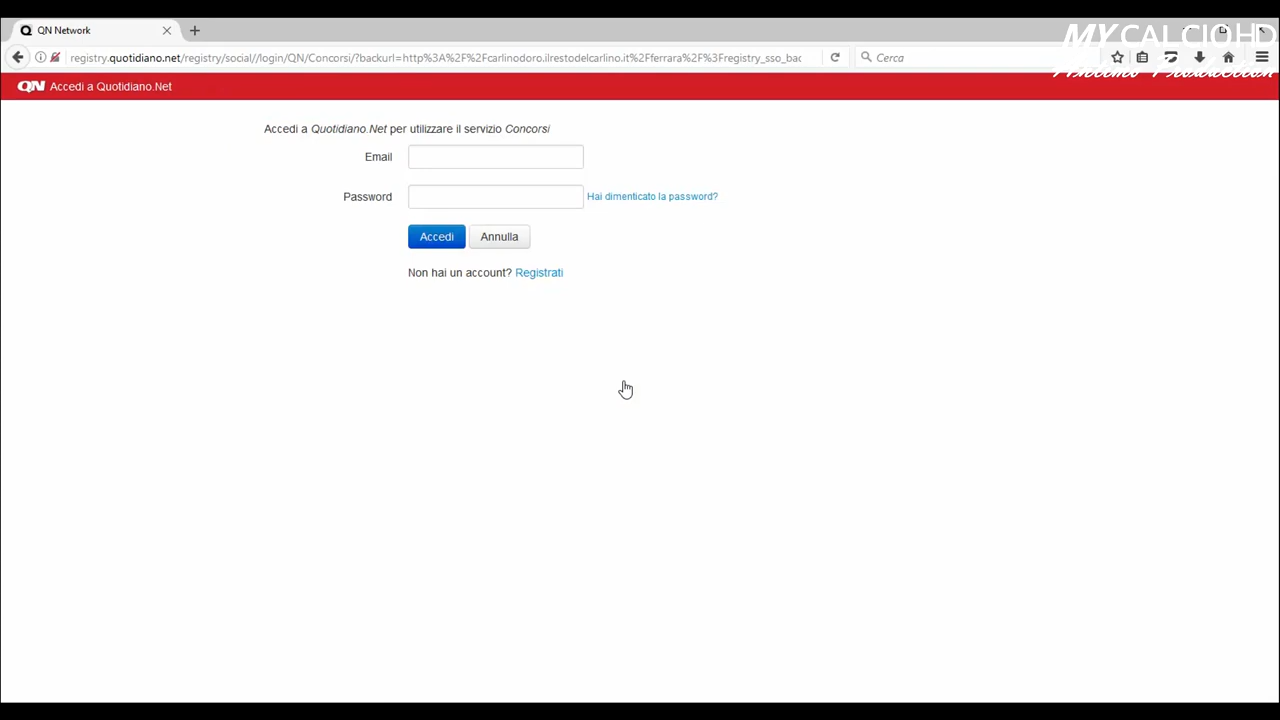 QN Network
MYCALCIOHD
registry.quotidiano.net/registry/social//login/QN/Concorsi/?backurl=http%3A%2F%2Fcarlinodoro.ilrestodelcarlino.it%2Fferrara%2F%3Fregistry_sso_bac
Cerca
Antimo Production
QN Accedi a Quotidiano.Net
Accedi a Quotidiano.Net per utilizzare il servizio Concorsi
Email
Password
Hai dimenticato la password?
Accedi Annulla
Non hai un account? Registrati